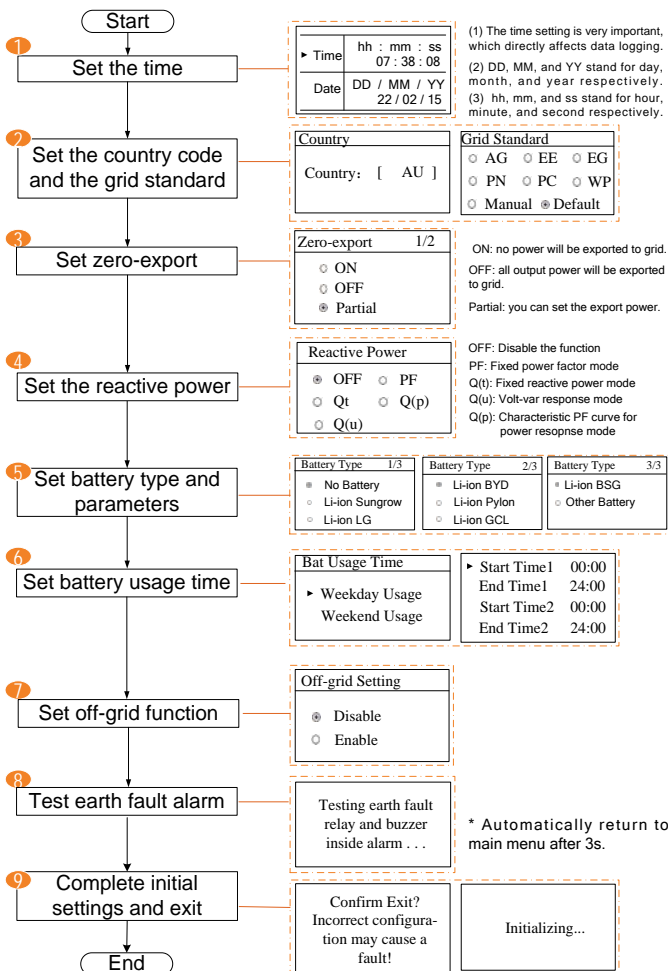 Start
1
Set the time
▸ Time hh : mm : ss
07 : 38 : 08
Date DD / MM / YY
22 / 02 / 15
(1) The time setting is very important,
which directly affects data logging.
(2) DD, MM, and YY stand for day,
month, and year respectively.
(3) hh, mm, and ss stand for hour,
minute, and second respectively.
2
Set the country code
and the grid standard
Country
Country: [ AU ]
Grid Standard
AG EE EG
PN PC WP
Manual Default
3
Set zero-export
Zero-export 1/2
ON
OFF
Partial
ON: no power will be exported to grid.
OFF: all output power will be exported
to grid.
Partial: you can set the export power.
4
Set the reactive power
Reactive Power
OFF PF
Qt Q(p)
Q(u)
OFF: Disable the function
PF: Fixed power factor mode
Q(t): Fixed reactive power mode
Q(u): Volt-var response mode
Q(p): Characteristic PF curve for
power resopnse mode
5
Set battery type and
parameters
Battery Type 1/3
No Battery
Li-ion Sungrow
Li-ion LG
Battery Type 2/3
Li-ion BYD
Li-ion Pylon
Li-ion GCL
Battery Type 3/3
Li-ion BSG
Other Battery
6
Set battery usage time
Bat Usage Time
▸ Weekday Usage
Weekend Usage
▸ Start Time1 00:00
End Time1 24:00
Start Time2 00:00
End Time2 24:00
7
Set off-grid function
Off-grid Setting
Disable
Enable
8
Test earth fault alarm
Testing earth fault
relay and buzzer
inside alarm . . .
* Automatically return to
main menu after 3s.
9
Complete initial
settings and exit
Confirm Exit?
Incorrect configura-
tion may cause a
fault!
Initializing...
End